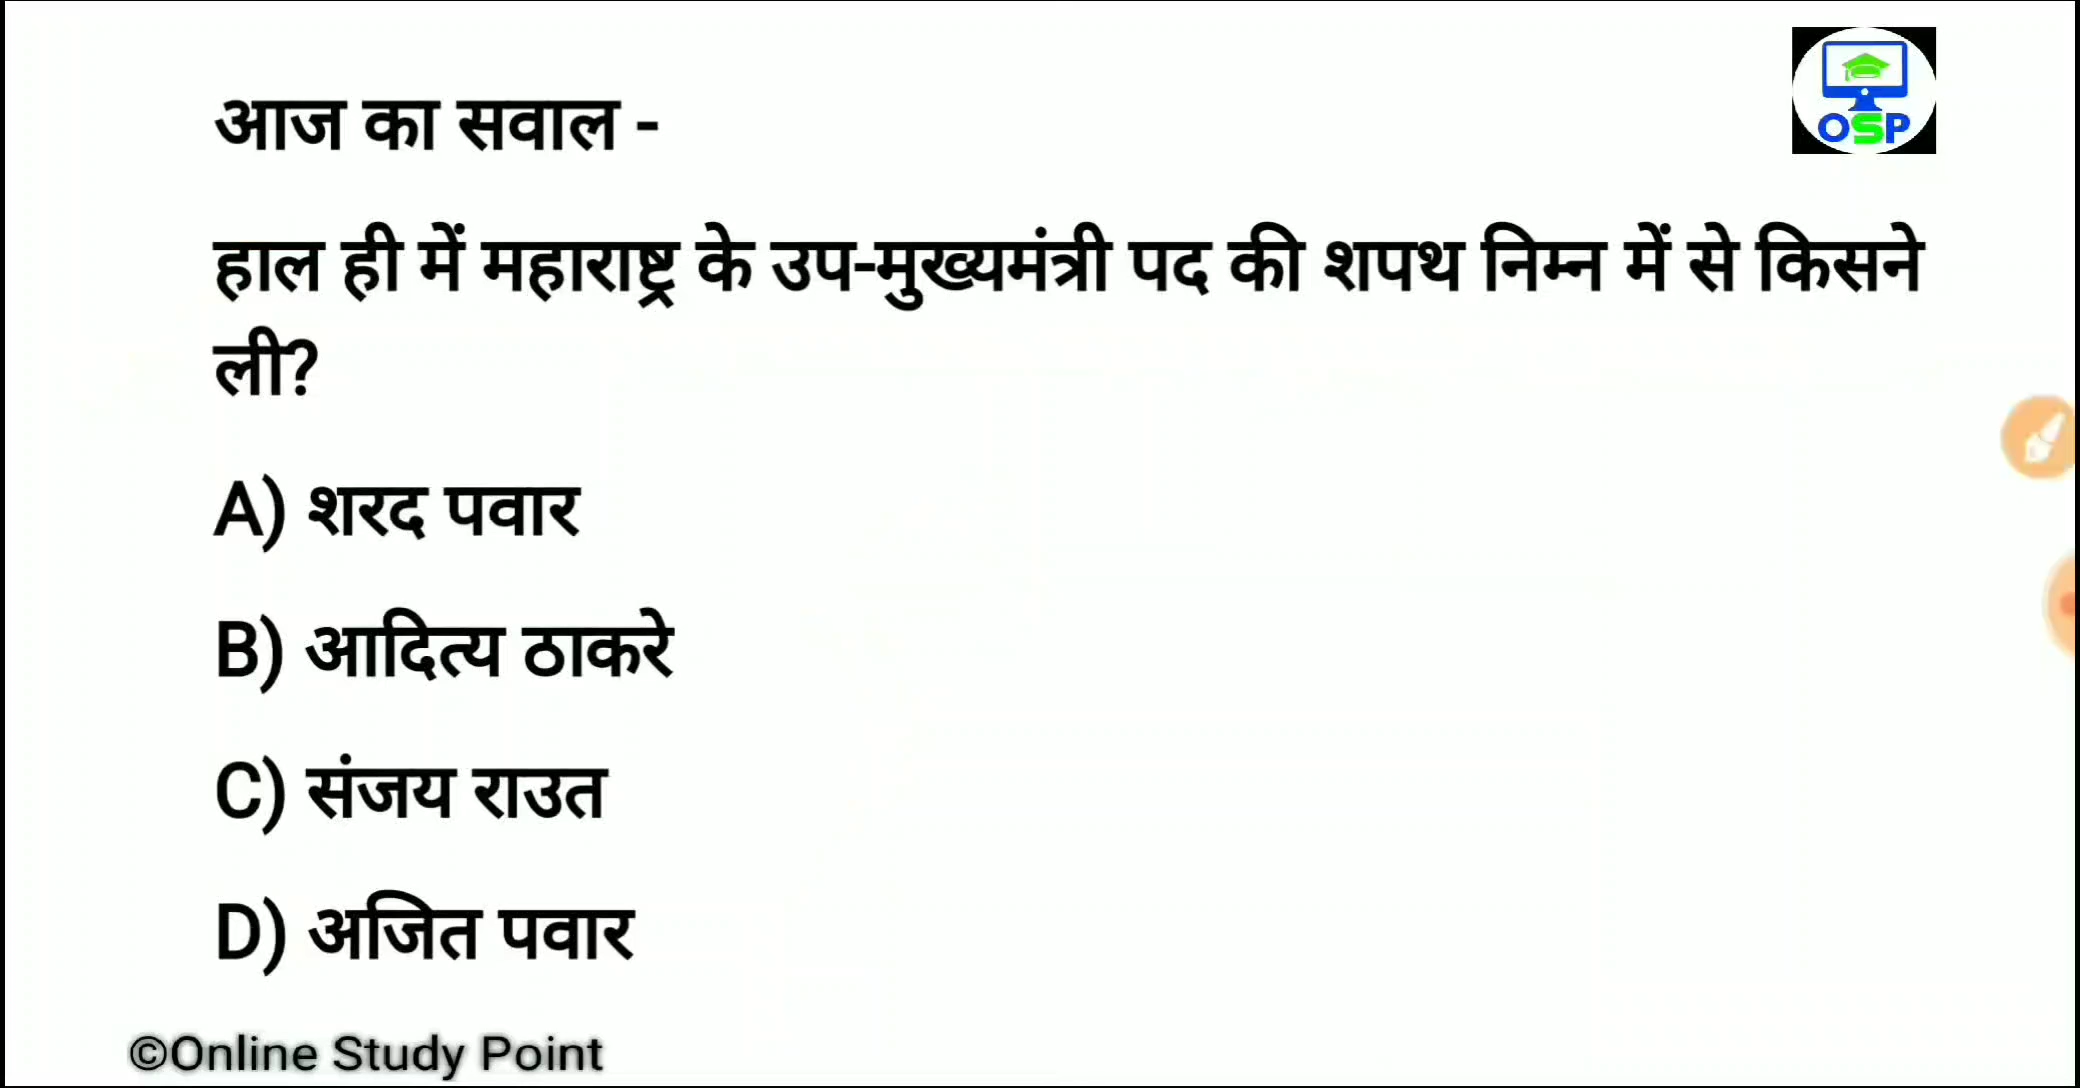 OSP
आज का सवाल -
हाल ही में महाराष्ट्र के उप-मुख्यमंत्री पद की शपथ निम्न में से किसने
ली?
A) शरद पवार
B) आदित्य ठाकरे
C) संजय राउत
D) अजित पवार
©Online Study Point